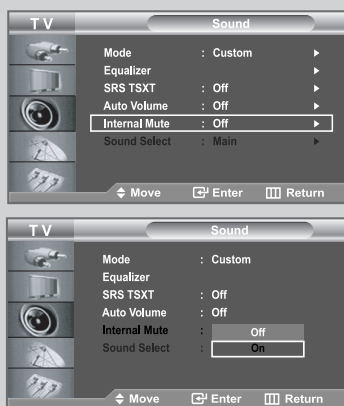 TV Sound
Mode : Custom
Equalizer
SRS TSXT : Off
Auto Volume : Off
Internal Mute : Off
Sound Select : Main
Move Enter Return
TV Sound
Mode : Custom
Equalizer
SRS TSXT : Off
Auto Volume : Off
Internal Mute : Off
Sound Select : On
Move Enter Return